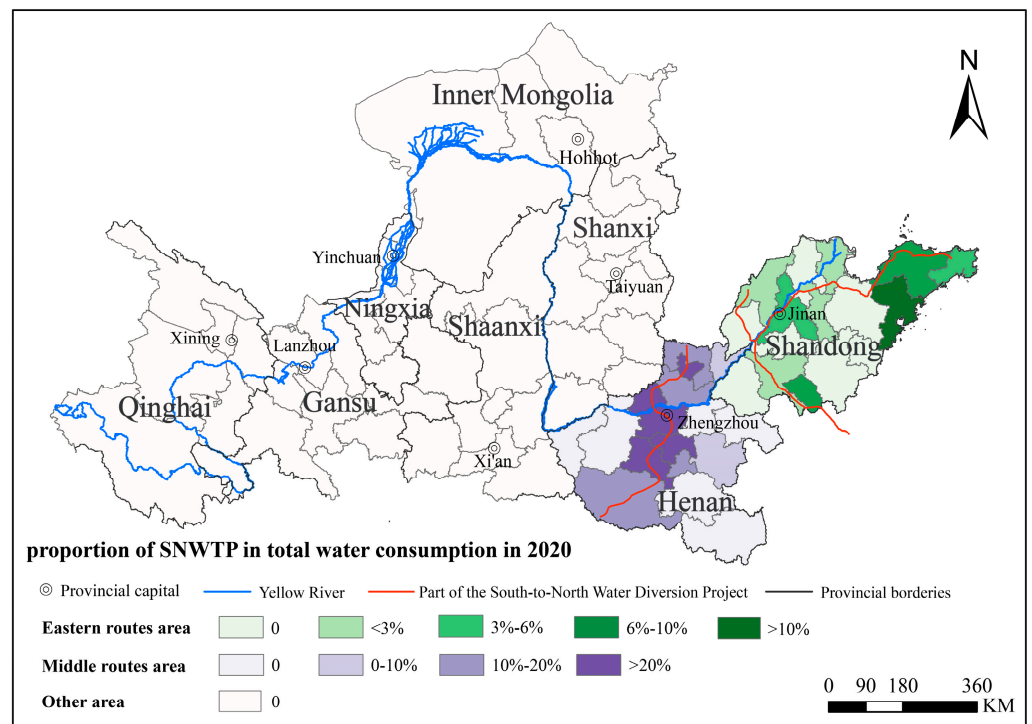 N
Inner Mongolia
Hohhot
Shanxi
Yinchuan
Taiyuan
Ningxia
Jinan
Xining
Lanzhou
Shaanxi
Shandong
Qinghai
Gansu
Zhengzhou
Xi'an
Henan
proportion of SNWTP in total water consumption in 2020
Provincial capital Yellow River Part of the South-to-North Water Diversion Project Provincial borderies
Eastern routes area 0 <3% 3%-6% 6%-10% >10%
Middle routes area 0 0-10% 10%-20% >20%
Other area 0
0 90 180 360
KM